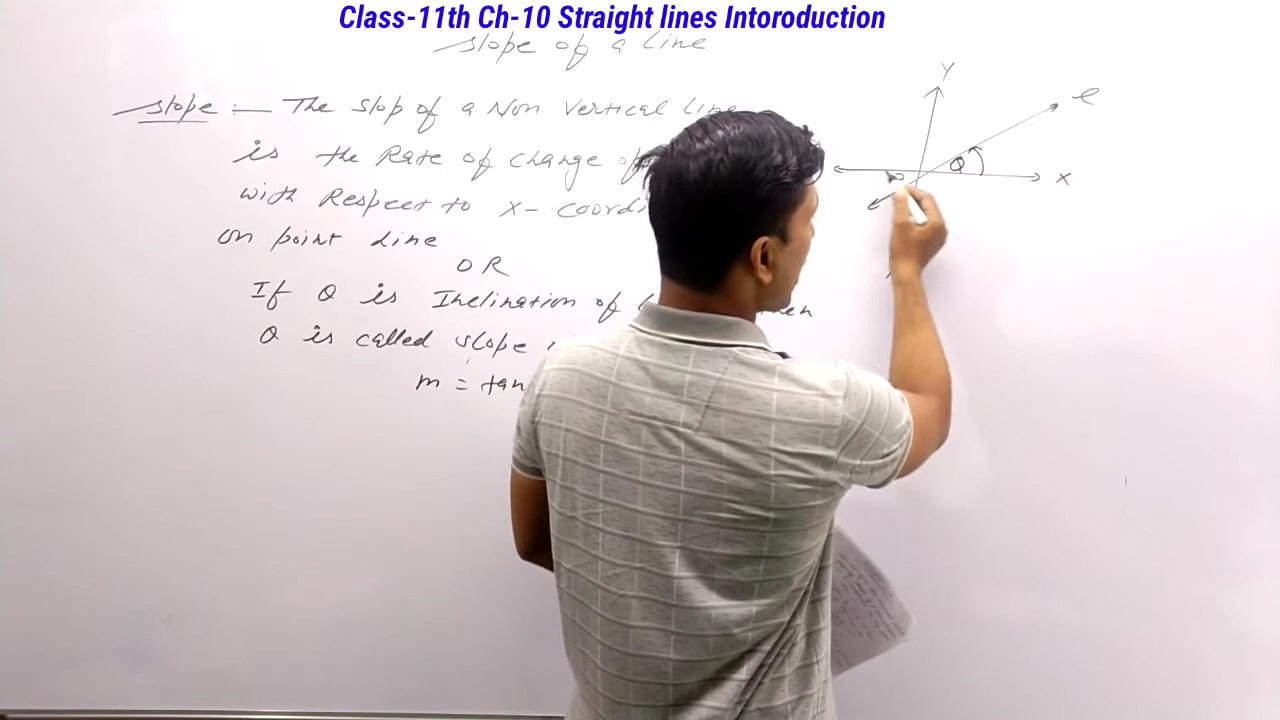 Class-11th Ch-10 Straight lines Intoroduction
Slope of a Line
Slope :— The Slop of a Non Vertical Line
is the Rate of change of
with Respect to X- coordi
on point Line
OR
If θ is Inclination of
then
θ is called slope
m = tan
Y
l
θ
X